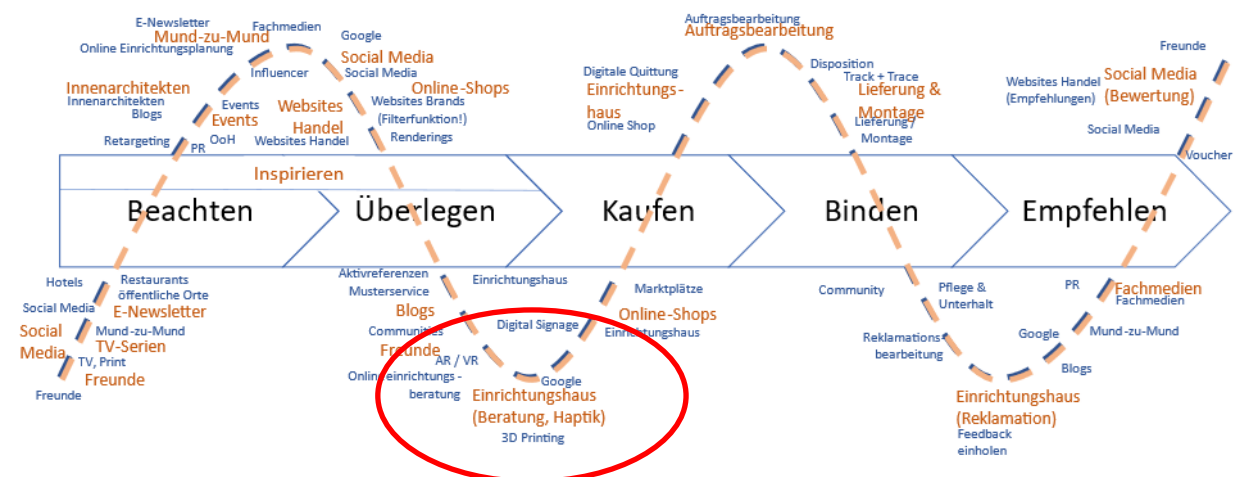 E-Newsletter
Mund-zu-Mund
Online Einrichtungsplanung
Fachmedien
Google
Social Media
Social Media
Influencer
Online-Shops
Innenarchitekten
Innenarchitekten
Blogs
Events
Events
Websites
Handel
Websites Brands
(Filterfunktion!)
Renderings
Retargeting
PR
OoH
Websites Handel
Auftragsbearbeitung
Auftragsbearbeitung
Digitale Quittung
Einrichtungs-
haus
Online Shop
Disposition
Track + Trace
Lieferung &
Montage
Lieferung /
Montage
Freunde
Websites Handel
(Empfehlungen)
Social Media
(Bewertung)
Social Media
Voucher
Inspirieren
Beachten
Überlegen
Kaufen
Binden
Empfehlen
Hotels
Restaurants
öffentliche Orte
Social Media
E-Newsletter
Social
Media
Mund-zu-Mund
TV-Serien
TV, Print
Freunde
Freunde
Aktivreferenzen
Musterservice
Einrichtungshaus
Blogs
Communities
Freunde
Digital Signage
AR / VR
Onlineeinrichtungs-
beratung
Google
Einrichtungshaus
(Beratung, Haptik)
3D Printing
Marktplätze
Online-Shops
Einrichtungshaus
Community
Pflege &
Unterhalt
Reklamations-
bearbeitung
Einrichtungshaus
(Reklamation)
Feedback
einholen
PR
Fachmedien
Fachmedien
Google
Mund-zu-Mund
Blogs